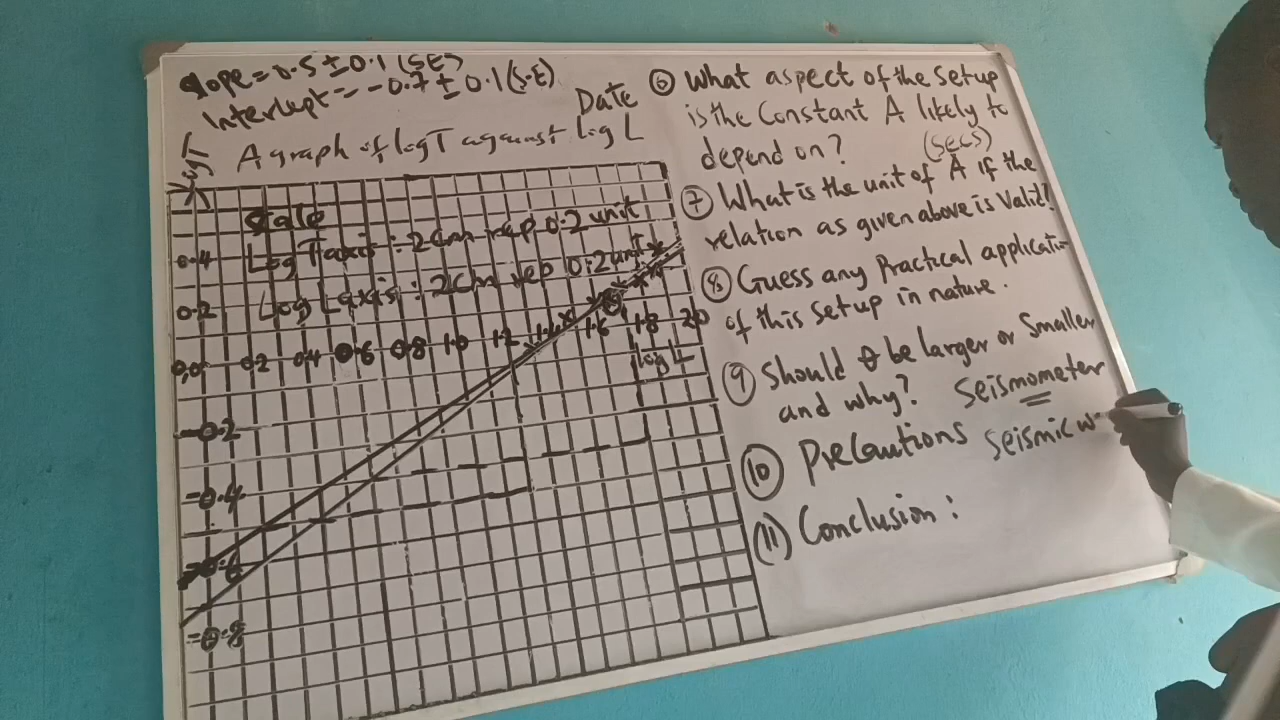 slope = 0.5 ± 0.1 (SE)
Intercept = -0.7 ± 0.1 (S.E)
Date
A graph of log T against log L
log T
Scale
Log T axis : 2cm rep 0.2 unit
Log L axis : 2cm rep 0.2 unit
0.4
0.2
0.0 0.2 0.4 0.6 0.8 1.0 1.2 1.4 1.6 1.8 20
log L
-0.2
-0.4
-0.6
-0.8
⑥ What aspect of the setup
is the Constant A likely to
depend on? (secs)
⑦ What is the unit of A if the
relation as given above is Valid?
⑧ Guess any Practical applicati
of this setup in nature.
⑨ Should θ be larger or Smaller
and why? Seismometer
⑩ Precautions Seismic w
(11) Conclusion :